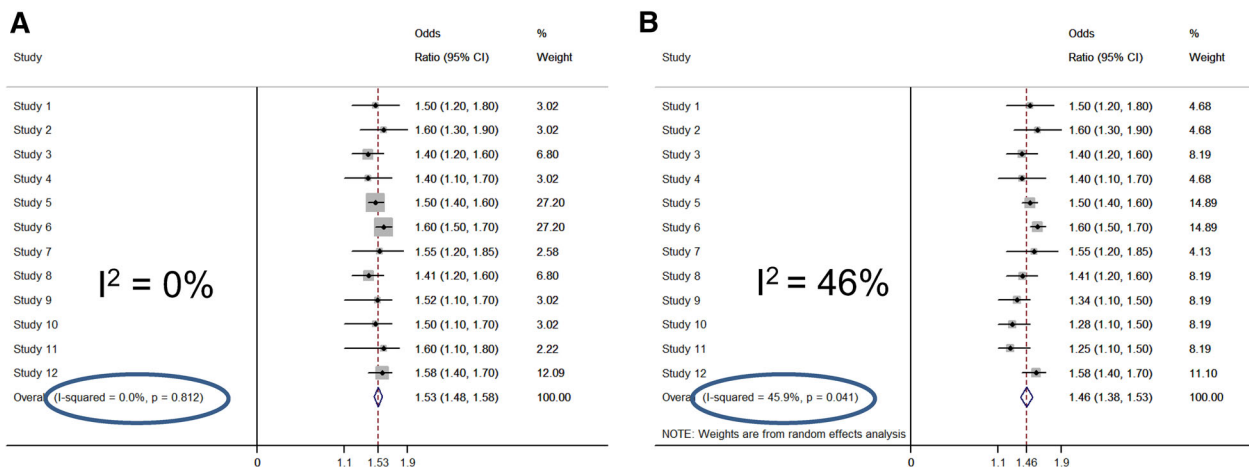 A
Odds %
Study Ratio (95% CI) Weight
Study 1 1.50 (1.20, 1.80) 3.02
Study 2 1.60 (1.30, 1.90) 3.02
Study 3 1.40 (1.20, 1.60) 6.80
Study 4 1.40 (1.10, 1.70) 3.02
Study 5 1.50 (1.40, 1.60) 27.20
Study 6 1.60 (1.50, 1.70) 27.20
Study 7 1.55 (1.20, 1.85) 2.58
Study 8 1.41 (1.20, 1.60) 6.80
I² = 0%
Study 9 1.52 (1.10, 1.70) 3.02
Study 10 1.50 (1.10, 1.70) 3.02
Study 11 1.60 (1.10, 1.80) 2.22
Study 12 1.58 (1.40, 1.70) 12.09
Overall (I-squared = 0.0%, p = 0.812) 1.53 (1.48, 1.58) 100.00
0 1.1 1.53 1.9
B
Odds %
Study Ratio (95% CI) Weight
Study 1 1.50 (1.20, 1.80) 4.68
Study 2 1.60 (1.30, 1.90) 4.68
Study 3 1.40 (1.20, 1.60) 8.19
Study 4 1.40 (1.10, 1.70) 4.68
Study 5 1.50 (1.40, 1.60) 14.89
Study 6 1.60 (1.50, 1.70) 14.89
Study 7 1.55 (1.20, 1.85) 4.13
Study 8 1.41 (1.20, 1.60) 8.19
I² = 46%
Study 9 1.34 (1.10, 1.50) 8.19
Study 10 1.28 (1.10, 1.50) 8.19
Study 11 1.25 (1.10, 1.50) 8.19
Study 12 1.58 (1.40, 1.70) 11.10
Overall (I-squared = 45.9%, p = 0.041) 1.46 (1.38, 1.53) 100.00
NOTE: Weights are from random effects analysis
0 1.1 1.46 1.9